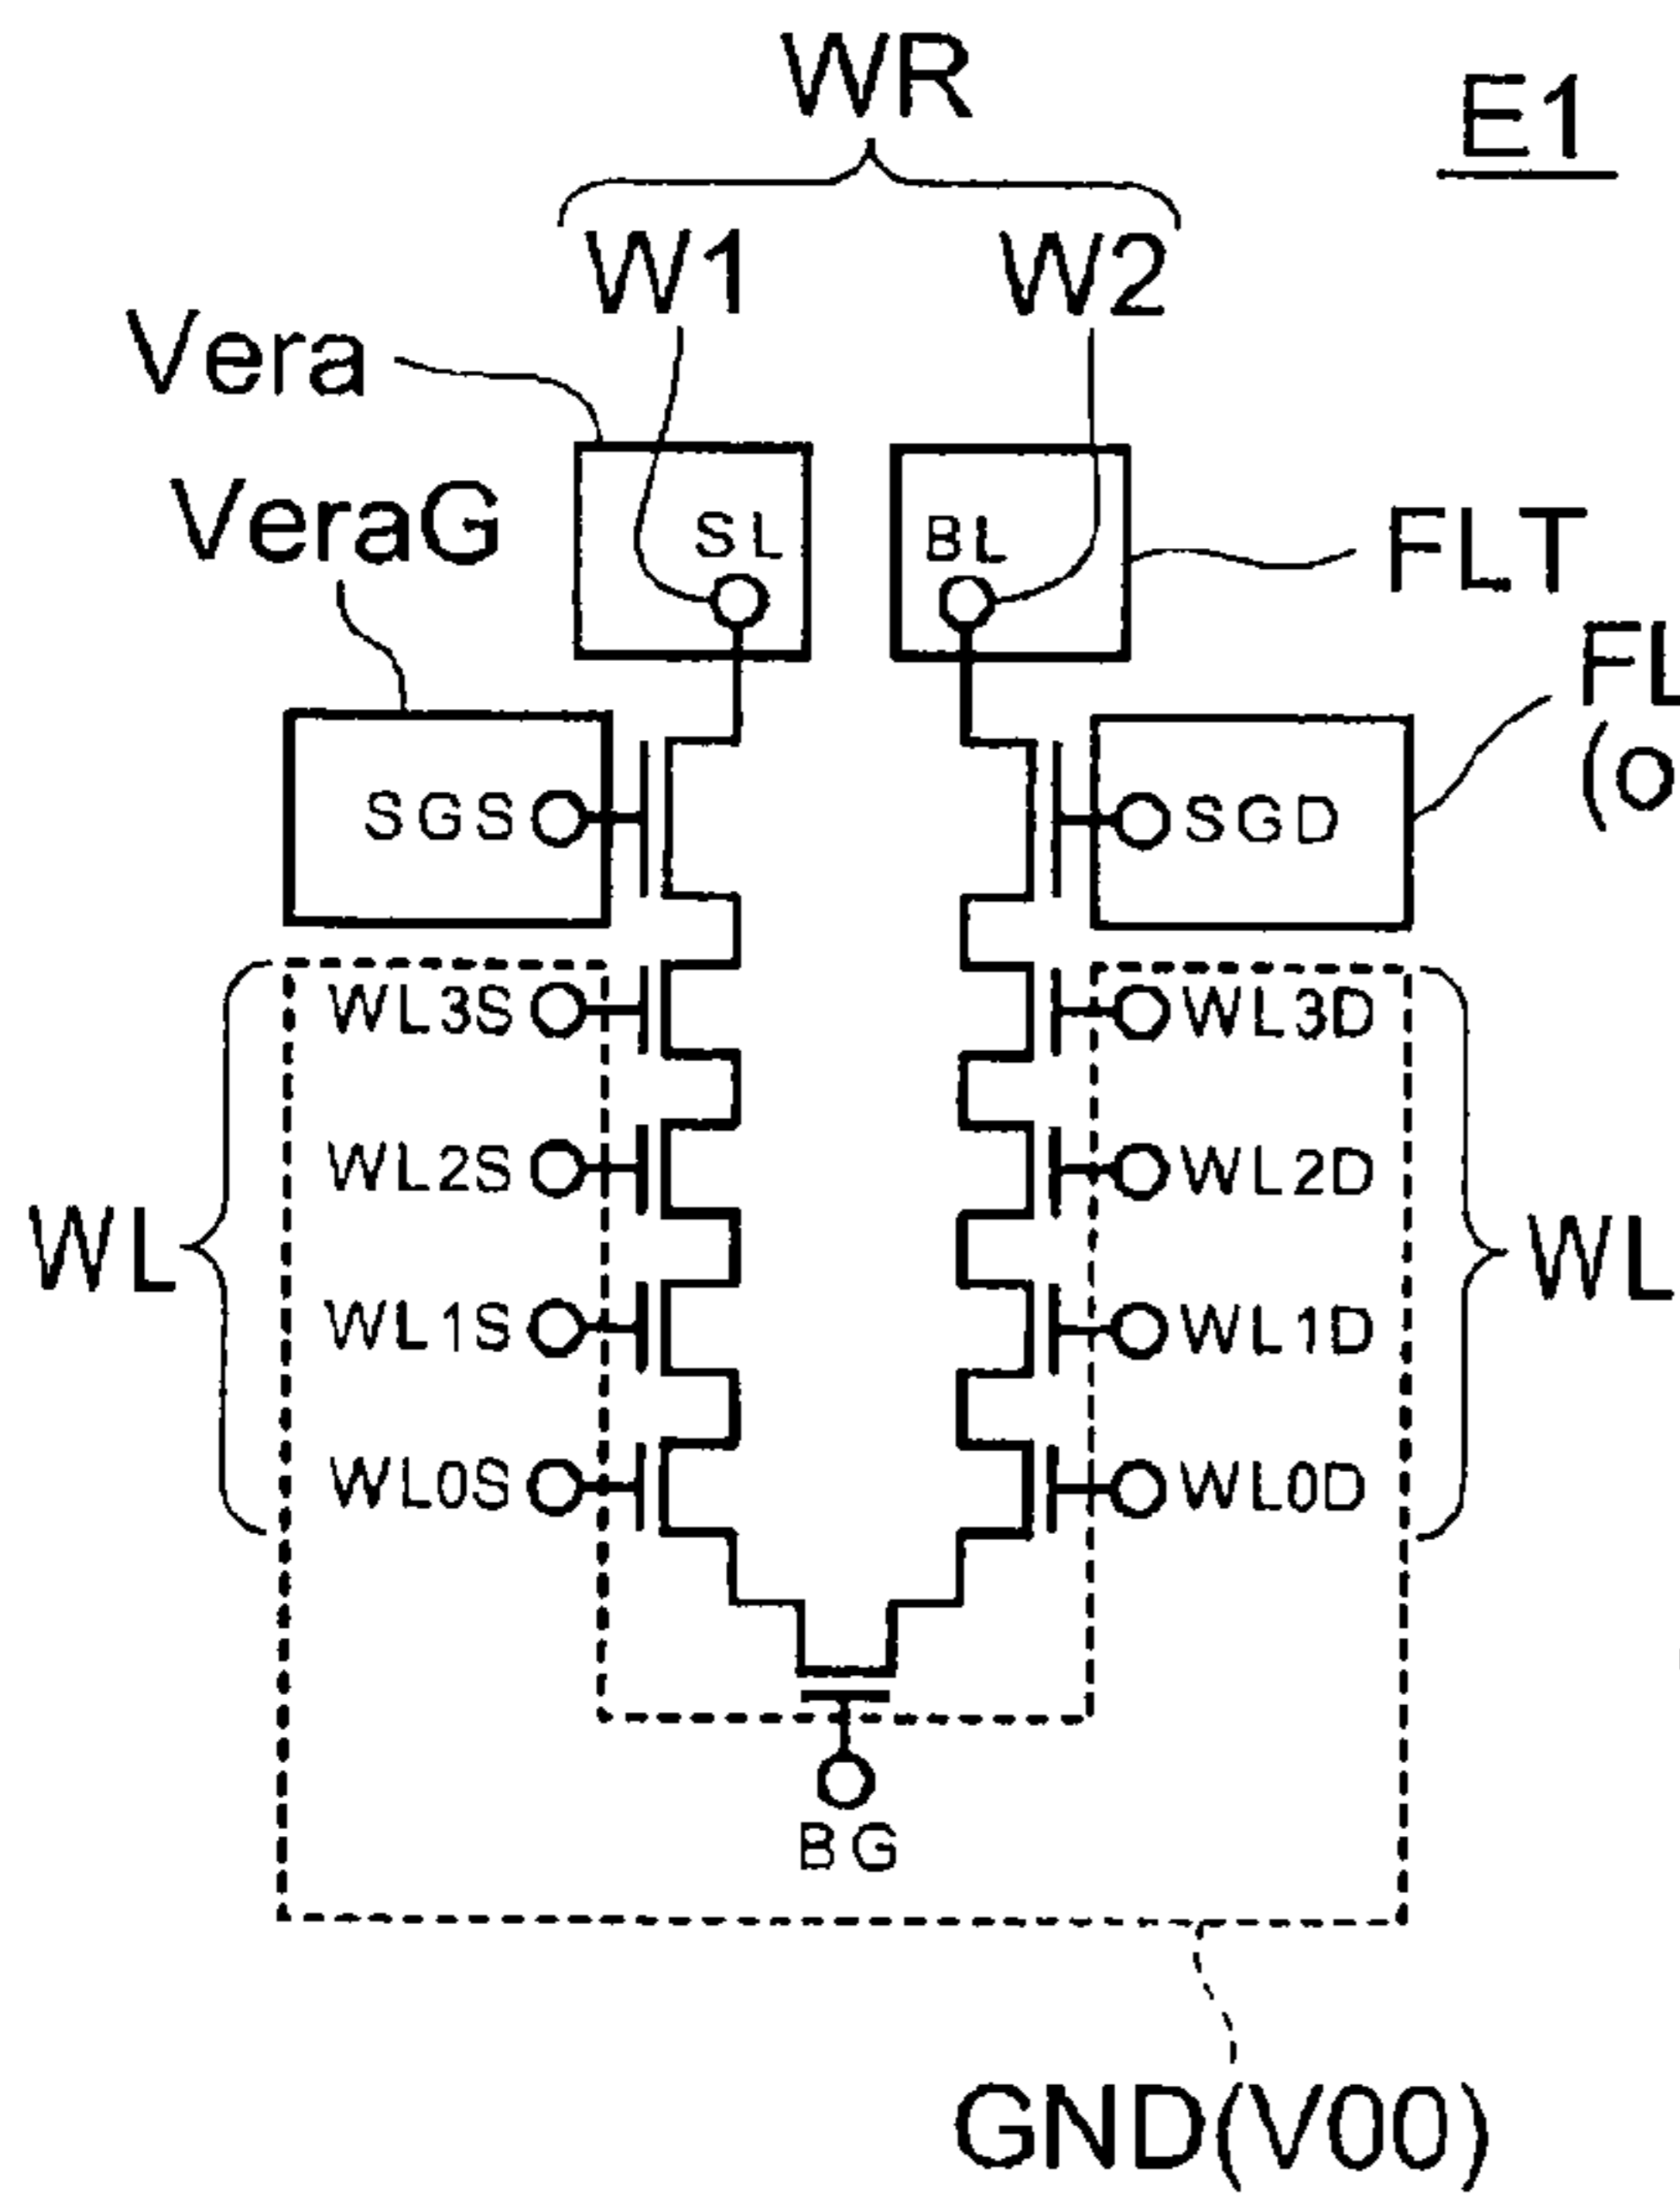 WR
E1
W1 W2
Vera
VeraG
SL BL
FLT
FL
(O
SGS SGD
WL3S WL3D
WL2S WL2D
WL WL
WL1S WL1D
WL0S WL0D
BG
GND(V00)